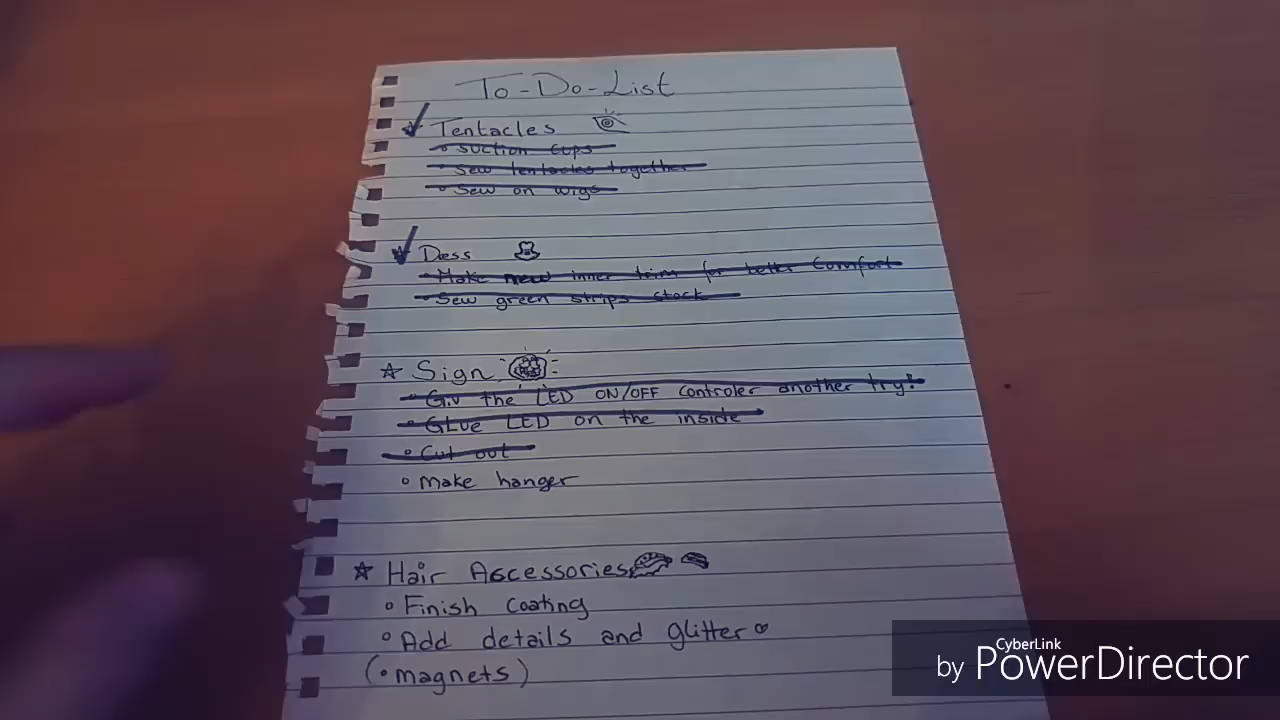 To-Do-List
Tentacles
• Suction Cups
• Sew tentacles together
• Sew on wigs
Dress
• Make new inner trim for better Comfort
• Sew green strips stock
☆ Sign
• Giv the LED ON/OFF Controler another try!
• GLue LED on the inside
• Cut out
• Make hanger
☆ Hair Accessories
• Finish Coating
• Add details and glitter ♡
(• magnets)
CyberLink
by PowerDirector